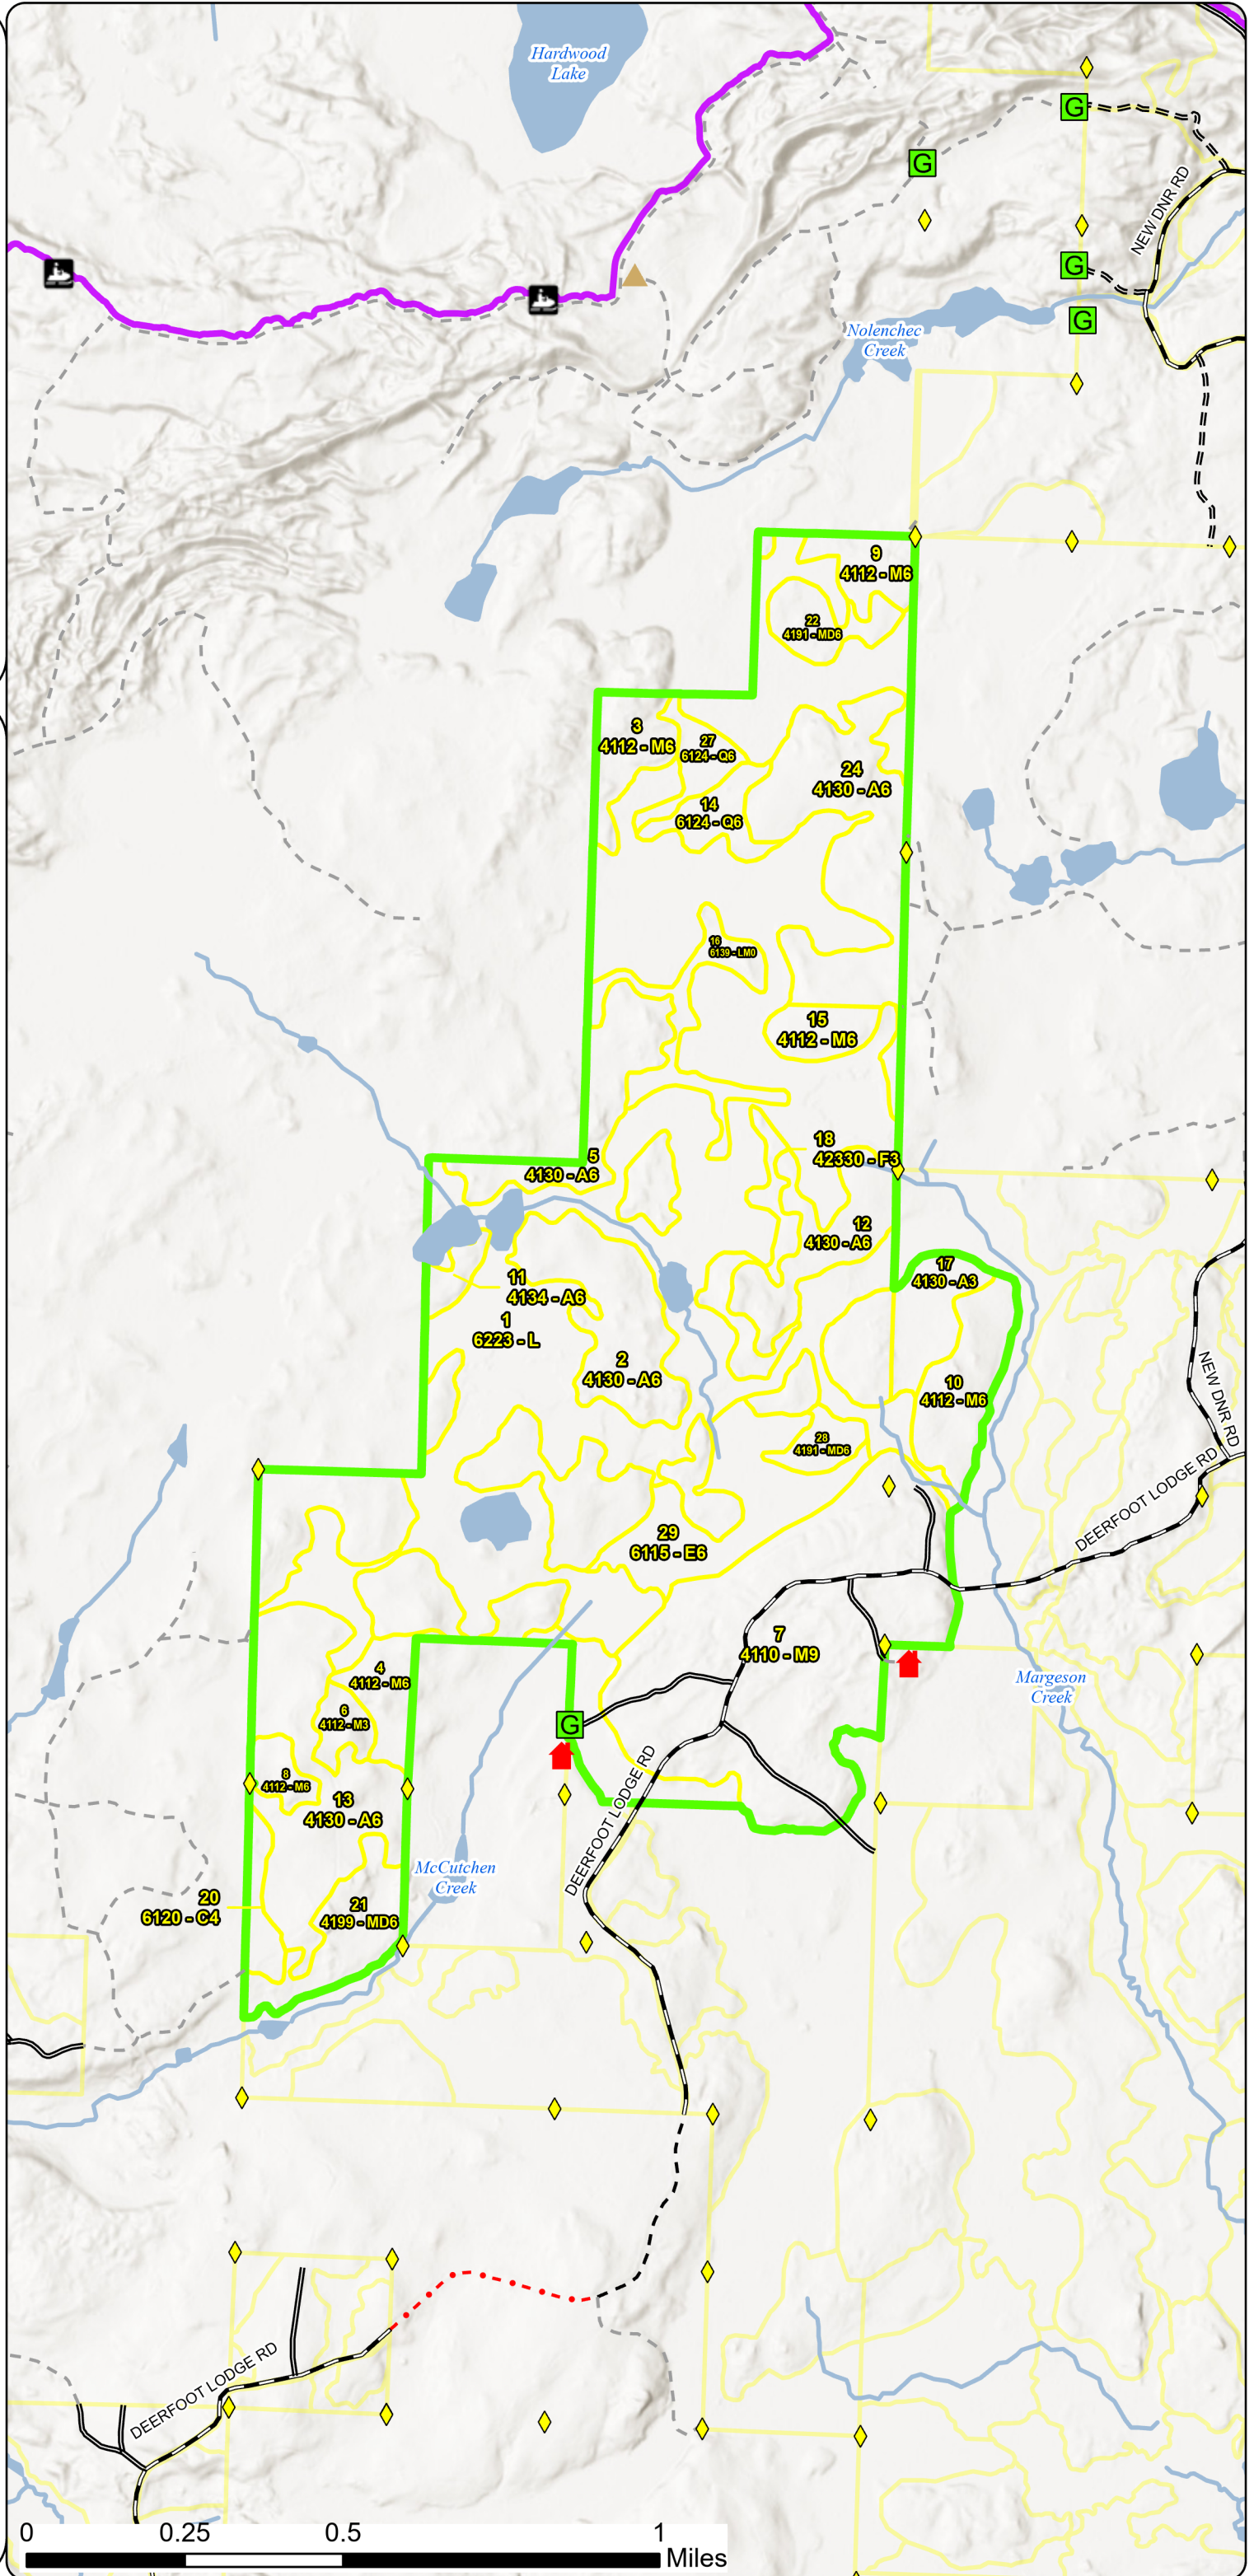 Hardwood
Lake
G
G
NEW DNR RD
G
G
Nolenchec
Creek
9
4112 - M6
22
4191 - MD6
3
4112 - M6
27
6124 - Q6
24
4130 - A6
14
6124 - Q6
16
6139 - LM0
15
4112 - M6
18
42330 - F3
5
4130 - A6
12
4130 - A6
17
4130 - A3
11
4134 - A6
1
6223 - L
2
4130 - A6
10
4112 - M6
NEW DNR RD
28
4191 - MD6
DEERFOOT LODGE RD
29
6115 - E6
7
4110 - M9
4
4112 - M6
Margeson
Creek
6
4112 - M3
G
8
4112 - M6
13
4130 - A6
DEERFOOT LODGE RD
McCutchen
Creek
20
6120 - C4
21
4199 - MD6
DEERFOOT LODGE RD
0 0.25 0.5 1
Miles